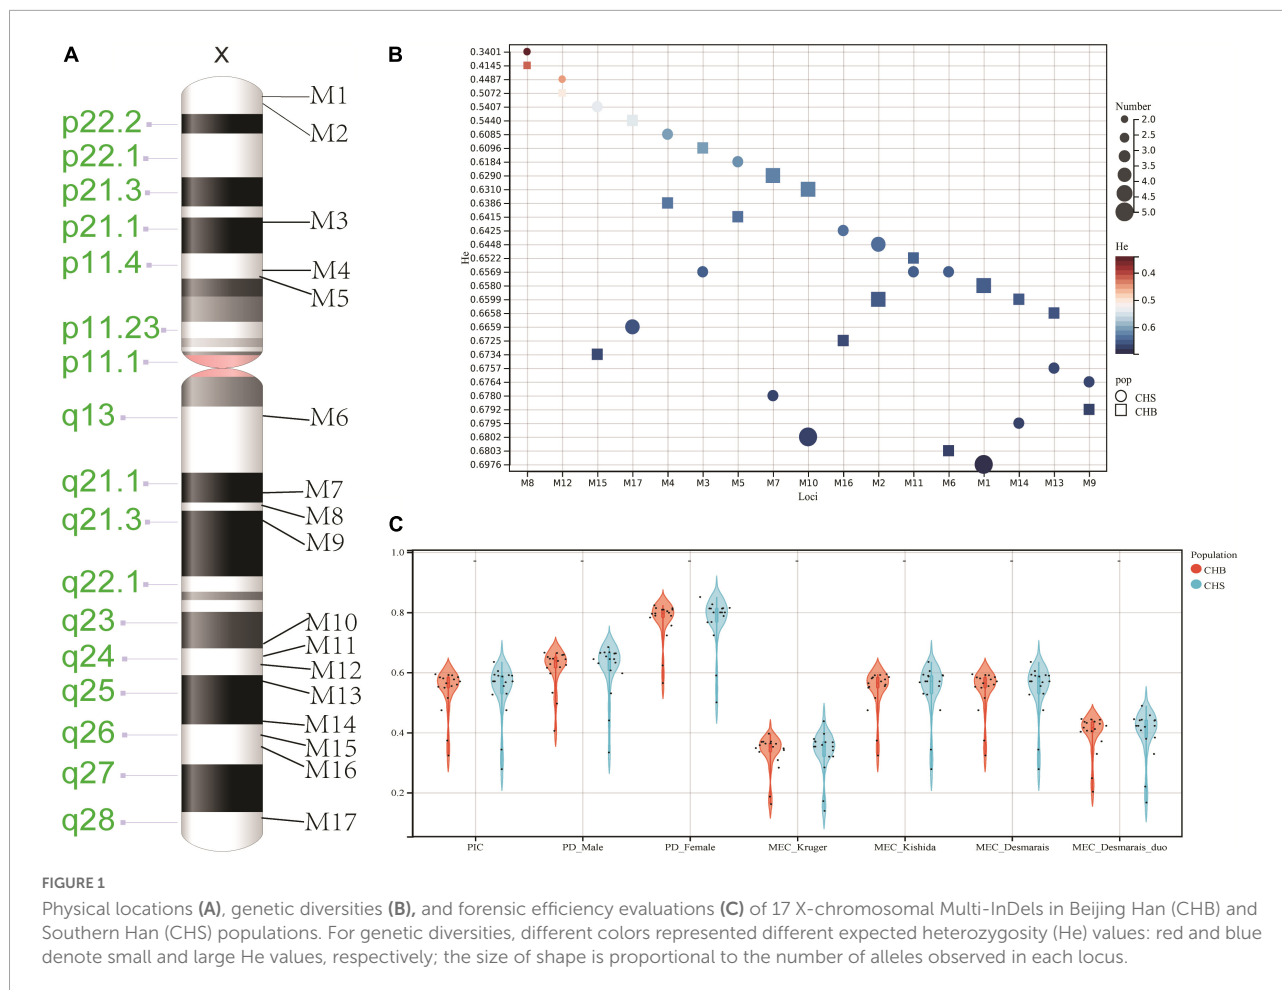 A
X
p22.2
p22.1
p21.3
p21.1
p11.4
p11.23
p11.1
q13
q21.1
q21.3
q22.1
q23
q24
q25
q26
q27
q28
M1
M2
M3
M4
M5
M6
M7
M8
M9
M10
M11
M12
M13
M14
M15
M16
M17
B
He
0.3401
0.4145
0.4487
0.5072
0.5407
0.5440
0.6085
0.6096
0.6184
0.6290
0.6310
0.6386
0.6415
0.6425
0.6448
0.6522
0.6569
0.6580
0.6599
0.6658
0.6659
0.6725
0.6734
0.6757
0.6764
0.6780
0.6792
0.6795
0.6802
0.6803
0.6976
M8 M12 M15 M17 M4 M3 M5 M7 M10 M16 M2 M11 M6 M1 M14 M13 M9
Loci
Number
2.0
2.5
3.0
3.5
4.0
4.5
5.0
He
0.4
0.5
0.6
pop
CHS
CHB
C
1.0
0.8
0.6
0.4
0.2
PIC PD_Male PD_Female MEC_Kruger MEC_Kishida MEC_Desmarais MEC_Desmarais_duo
Population
CHB
CHS
FIGURE 1
Physical locations (A), genetic diversities (B), and forensic efficiency evaluations (C) of 17 X-chromosomal Multi-InDels in Beijing Han (CHB) and
Southern Han (CHS) populations. For genetic diversities, different colors represented different expected heterozygosity (He) values: red and blue
denote small and large He values, respectively; the size of shape is proportional to the number of alleles observed in each locus.